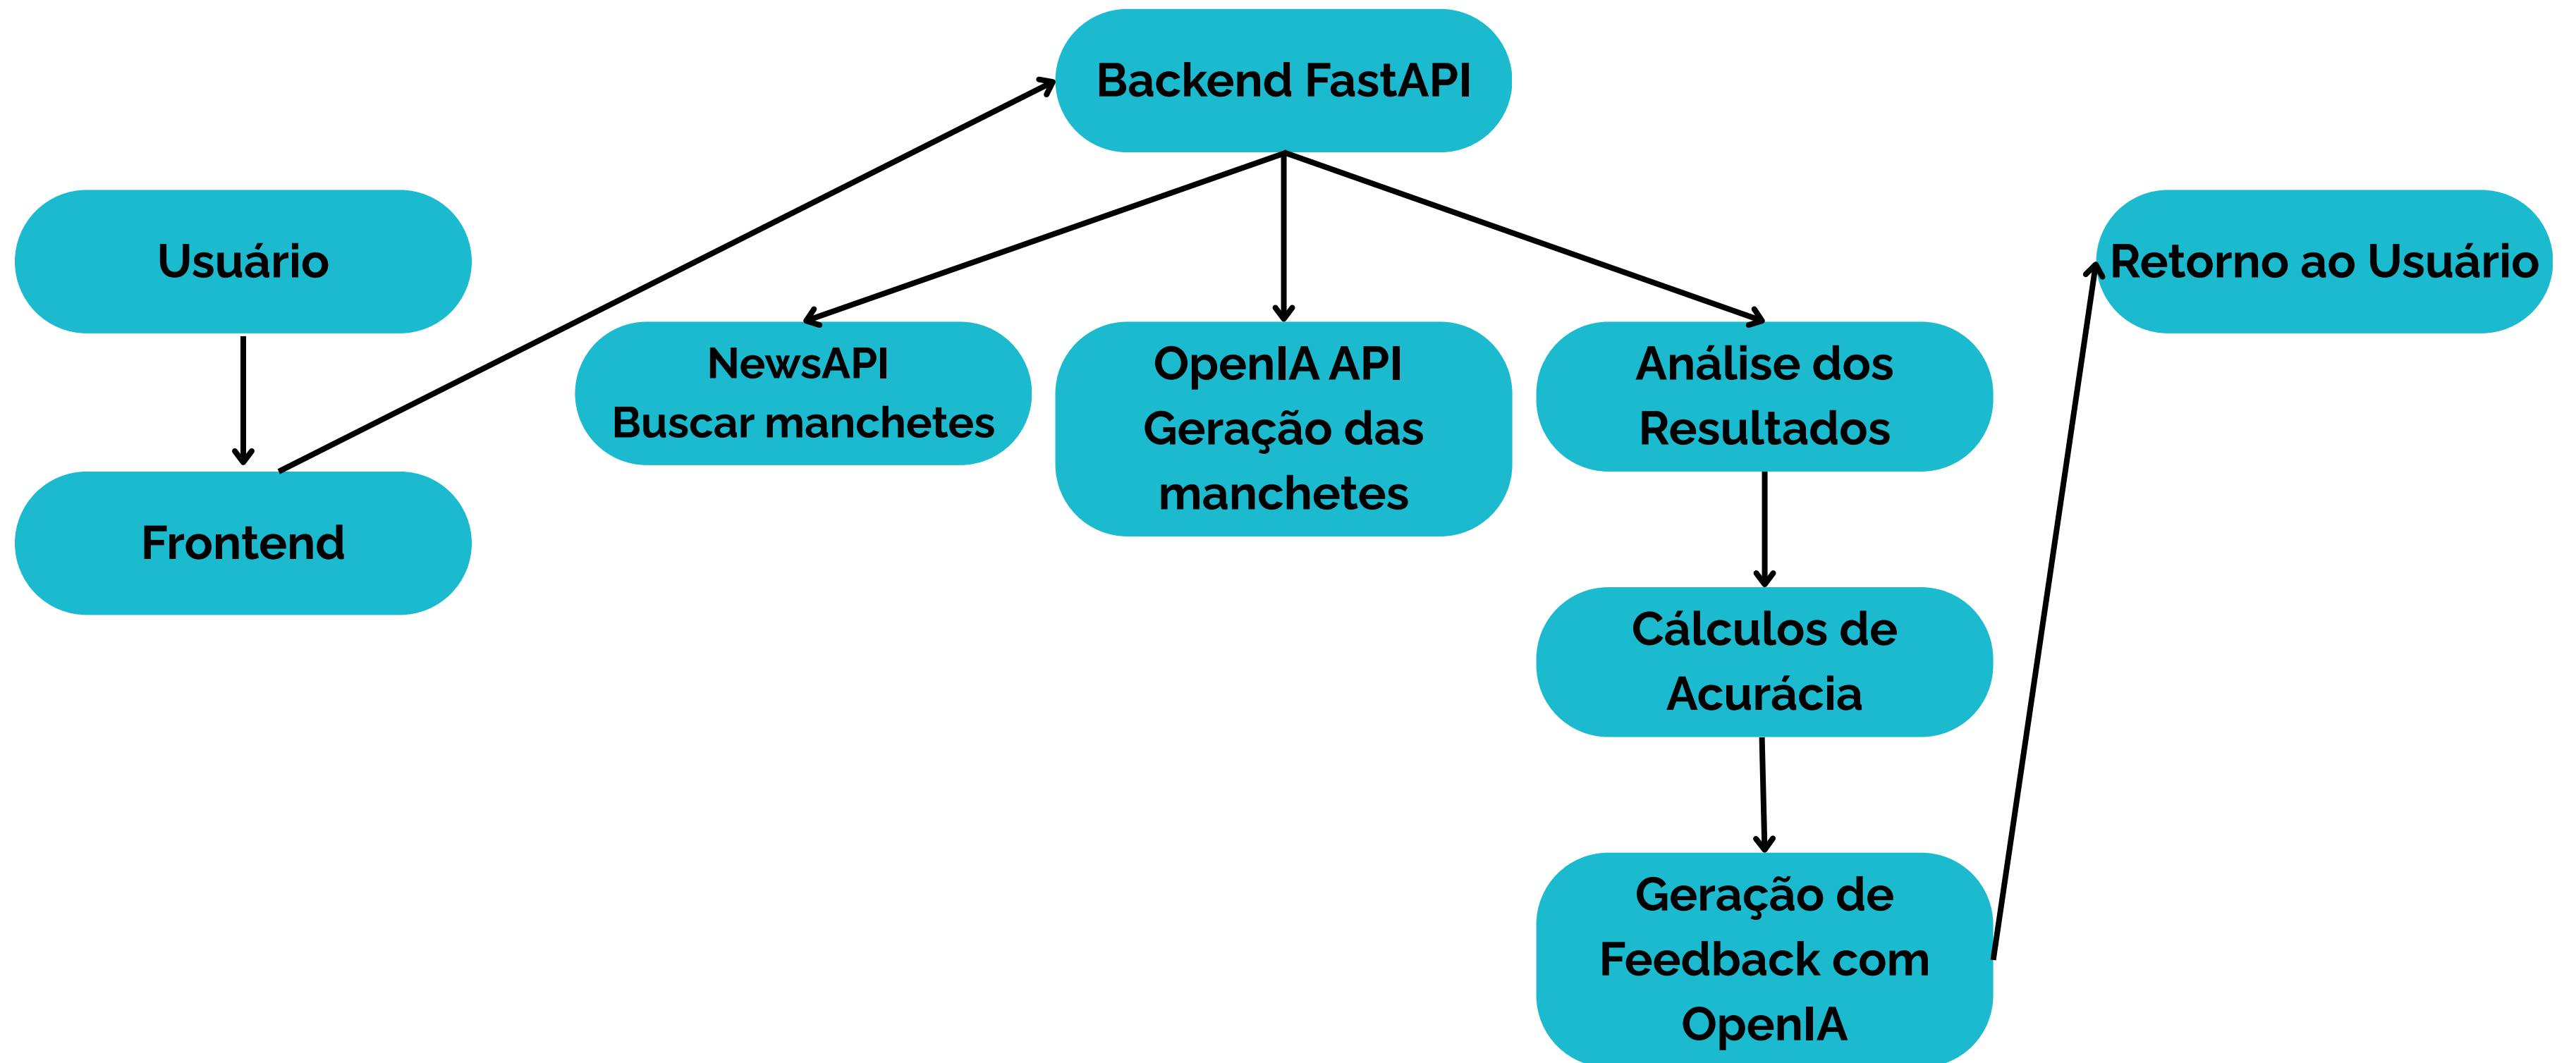 Backend FastAPI
Usuário
Retorno ao Usuário
Frontend
NewsAPI
Buscar manchetes
OpenIA API
Geração das
manchetes
Análise dos
Resultados
Cálculos de
Acurácia
Geração de
Feedback com
OpenIA